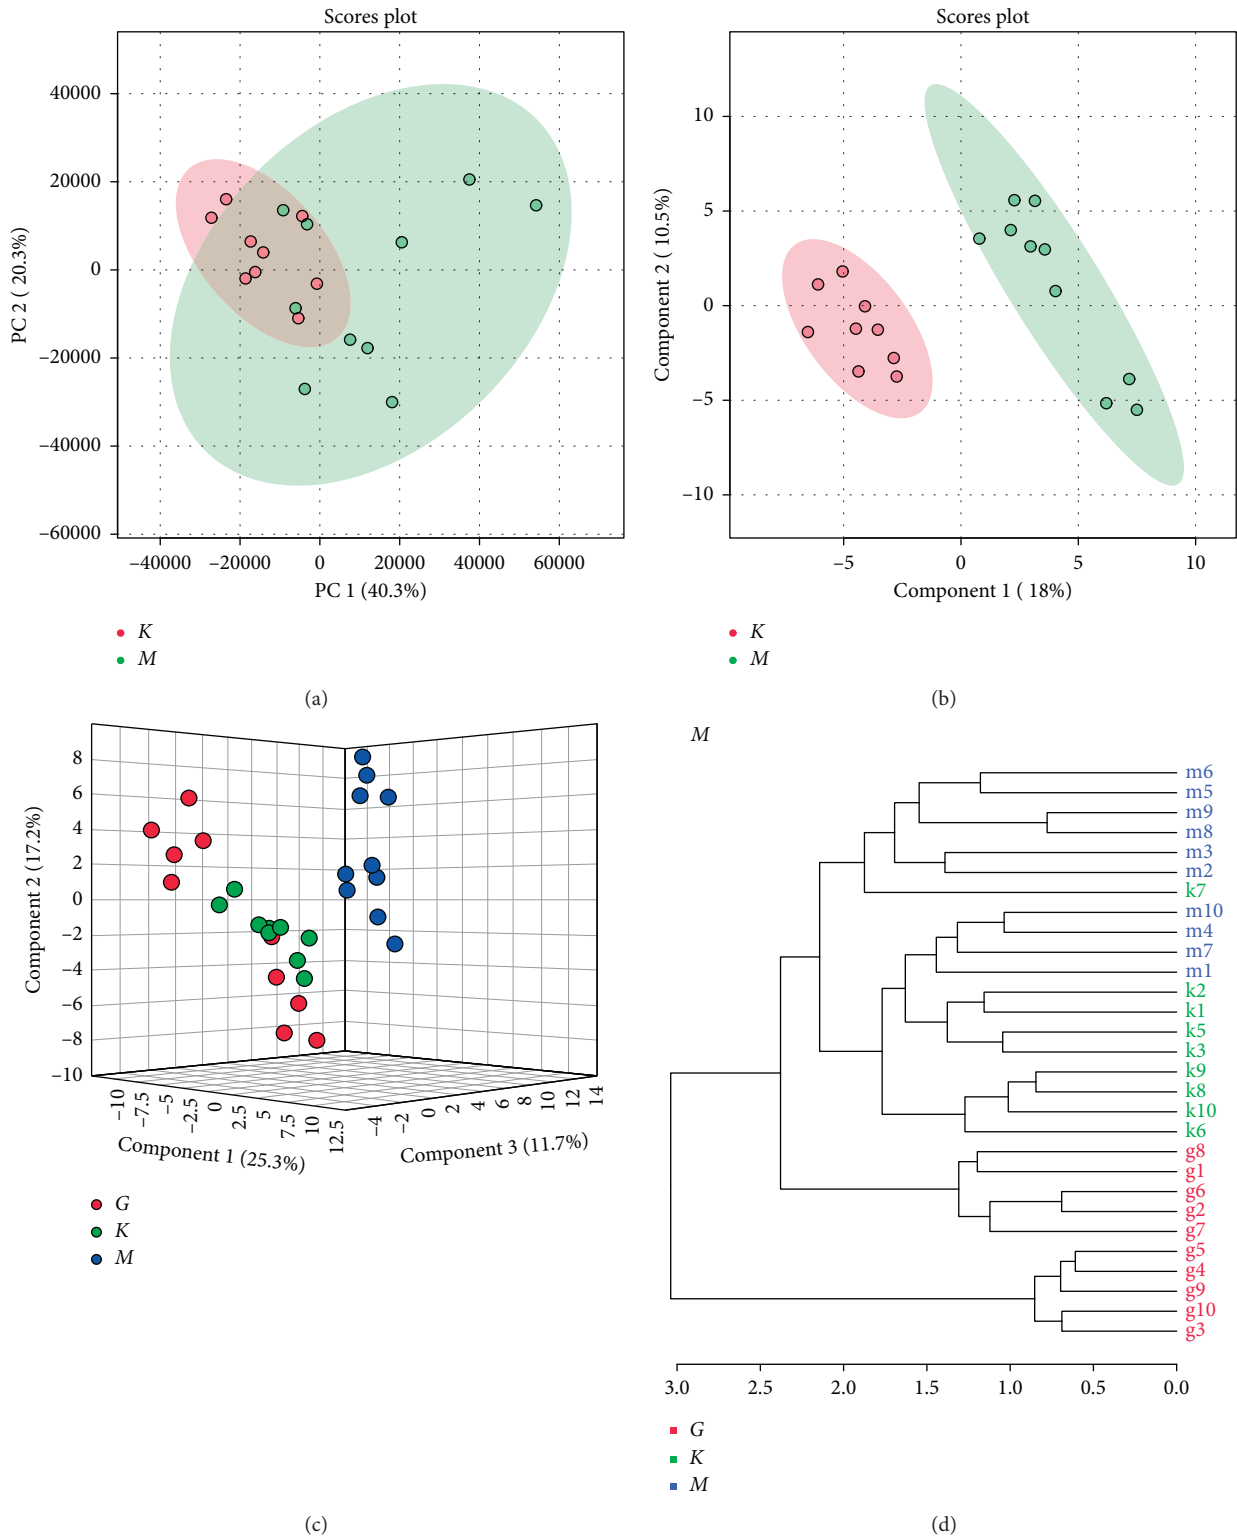 Scores plot
40000
20000
0
−20000
−40000
−60000
PC 2 ( 20.3%)
−40000 −20000 0 20000 40000 60000
PC 1 (40.3%)
K
M
(a)
Scores plot
10
5
0
−5
−10
Component 2 ( 10.5%)
−5 0 5 10
Component 1 ( 18%)
K
M
(b)
8
6
4
2
0
−2
−4
−6
−8
−10
Component 2 (17.2%)
−10 −7.5 −5 −2.5 0 2.5 5 7.5 10 12.5
Component 1 (25.3%)
−4 −2 0 2 4 6 8 10 12 14
Component 3 (11.7%)
G
K
M
(c)
M
m6
m5
m9
m8
m3
m2
k7
m10
m4
m7
m1
k2
k1
k5
k3
k9
k8
k10
k6
g8
g1
g6
g2
g7
g5
g4
g9
g10
g3
3.0 2.5 2.0 1.5 1.0 0.5 0.0
G
K
M
(d)